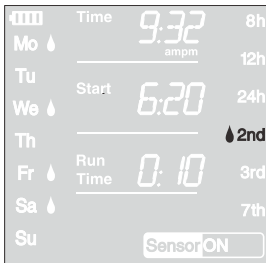 Time 9:32 8h
Mo ampm
12h
Tu
Start 6:20 24h
We
Th 2nd
Run
Fr Time 0:10 3rd
Sa 7th
Su Sensor ON